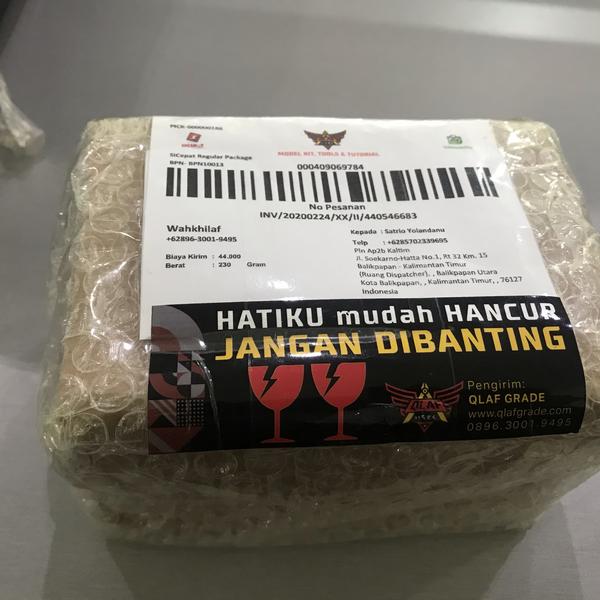 SiCepat Regular Package
BPN- BPN10013
MODEL KIT, TOOLS & TUTORIAL
000409069784
No Pesanan
INV/20200224/XX/II/440546683
Wahkhilaf
+62896-3001-9495
Biaya Kirim : 44.000
Berat : 230 Gram
Kepada : Satrio Yolandanu
Telp : +6285702339695
Pln Ap2b Kaltim
Jl. Soekarno-Hatta No.1, Rt 32 Km. 15
Balikpapan - Kalimantan Timur
(Ruang Dispatcher), , Balikpapan Utara
Kota Balikpapan, , Kalimantan Timur, , 76127
Indonesia
HATIKU mudah HANCUR
JANGAN DIBANTING
QLAF
Pengirim:
QLAF GRADE
www.qlafgrade.com
0896.3001.9495